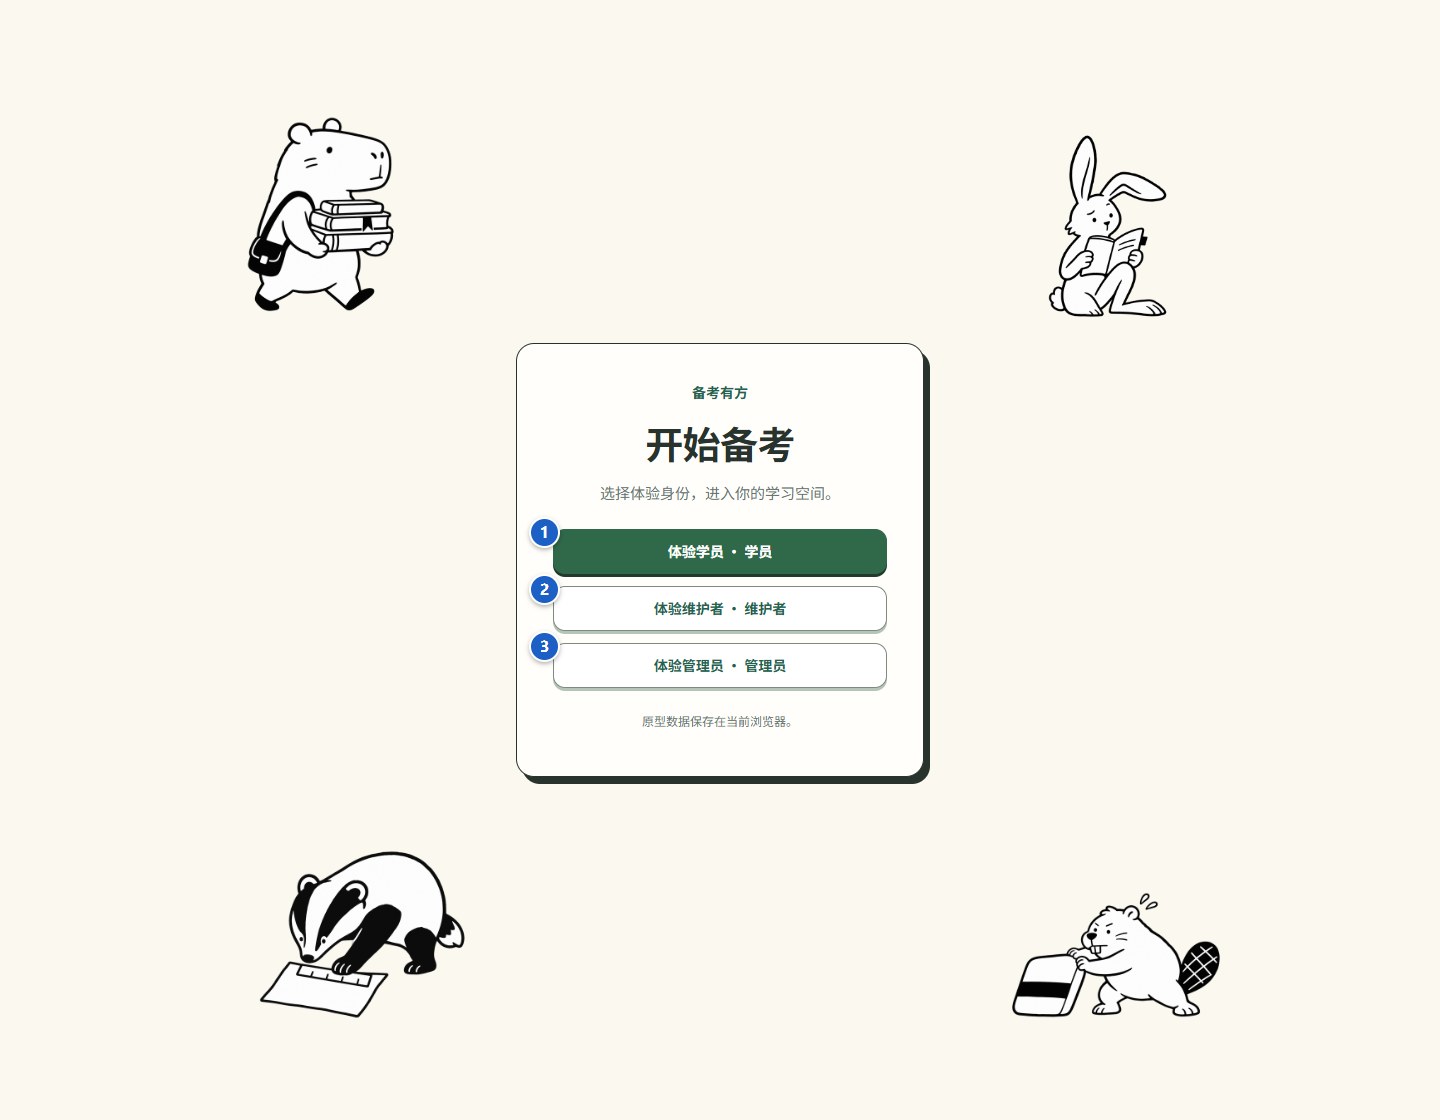 备考有方
开始备考
选择体验身份，进入你的学习空间。
1
体验学员 · 学员
2
体验维护者 · 维护者
3
体验管理员 · 管理员
原型数据保存在当前浏览器。